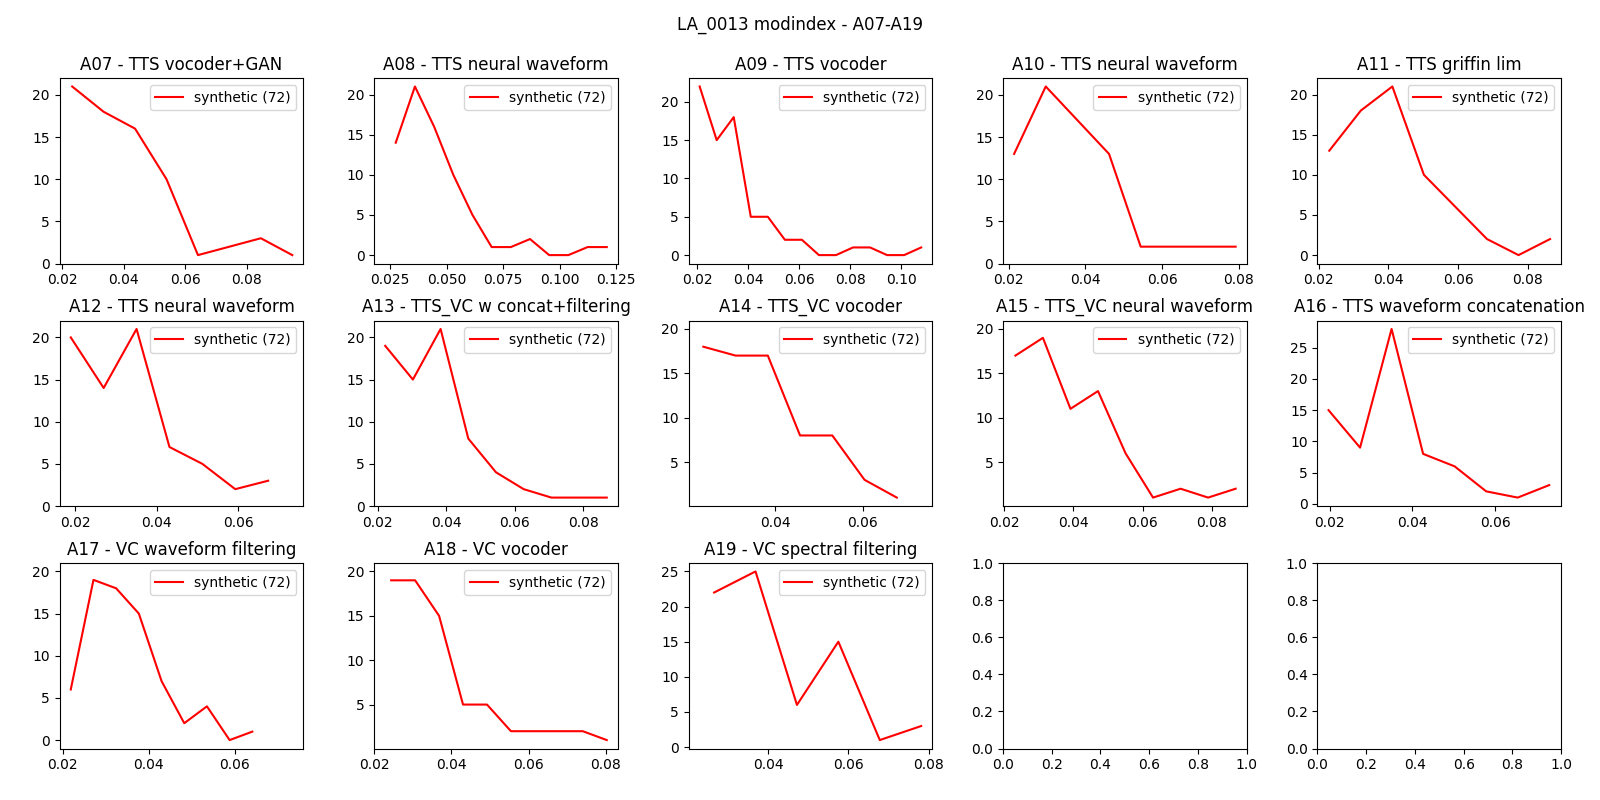 LA_0013 modindex - A07-A19
A07 - TTS vocoder+GAN
synthetic (72)
20
15
10
5
0
0.02 0.04 0.06 0.08
A08 - TTS neural waveform
synthetic (72)
20
15
10
5
0
0.025 0.050 0.075 0.100 0.125
A09 - TTS vocoder
synthetic (72)
20
15
10
5
0
0.02 0.04 0.06 0.08 0.10
A10 - TTS neural waveform
synthetic (72)
20
15
10
5
0
0.02 0.04 0.06 0.08
A11 - TTS griffin lim
synthetic (72)
20
15
10
5
0
0.02 0.04 0.06 0.08
A12 - TTS neural waveform
synthetic (72)
20
15
10
5
0
0.02 0.04 0.06
A13 - TTS_VC w concat+filtering
synthetic (72)
20
15
10
5
0
0.02 0.04 0.06 0.08
A14 - TTS_VC vocoder
synthetic (72)
20
15
10
5
0.04 0.06
A15 - TTS_VC neural waveform
synthetic (72)
20
15
10
5
0.02 0.04 0.06 0.08
A16 - TTS waveform concatenation
synthetic (72)
25
20
15
10
5
0
0.02 0.04 0.06
A17 - VC waveform filtering
synthetic (72)
20
15
10
5
0
0.02 0.04 0.06
A18 - VC vocoder
synthetic (72)
20
15
10
5
0.02 0.04 0.06 0.08
A19 - VC spectral filtering
synthetic (72)
25
20
15
10
5
0
0.04 0.06 0.08
1.0
0.8
0.6
0.4
0.2
0.0
0.0 0.2 0.4 0.6 0.8 1.0
1.0
0.8
0.6
0.4
0.2
0.0
0.0 0.2 0.4 0.6 0.8 1.0